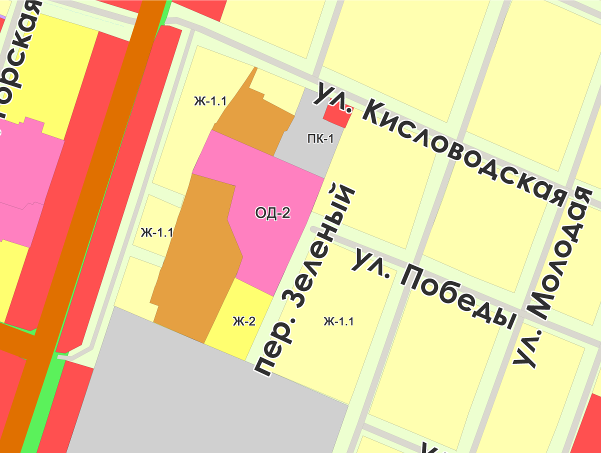 Ж-1.1
ул. Кисловодская
ПК-1
ОД-2
Ж-1.1
пер. Зеленый
ул. Победы
ул. Молодая
Ж-2
Ж-1.1